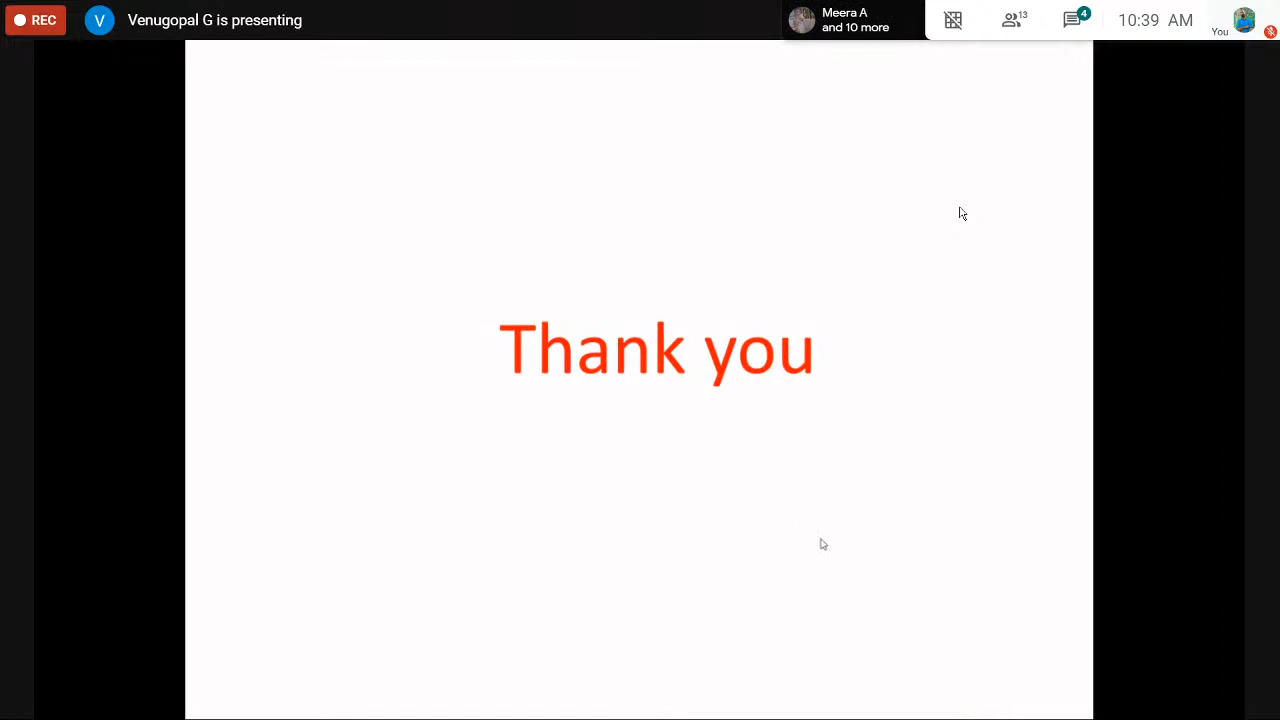 REC
Venugopal G is presenting
V
Meera A
and 10 more
13
4
10:39 AM
You
Thank you